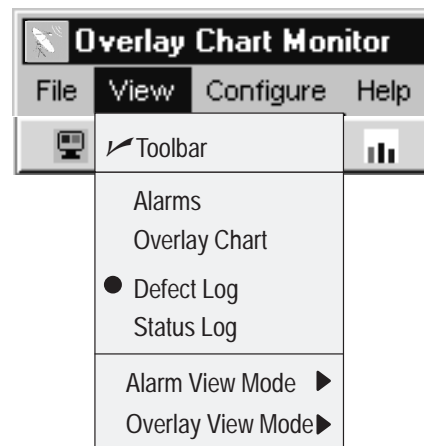 Overlay Chart Monitor
File View Configure Help
Toolbar
Alarms
Overlay Chart
Defect Log
Status Log
Alarm View Mode
Overlay View Mode